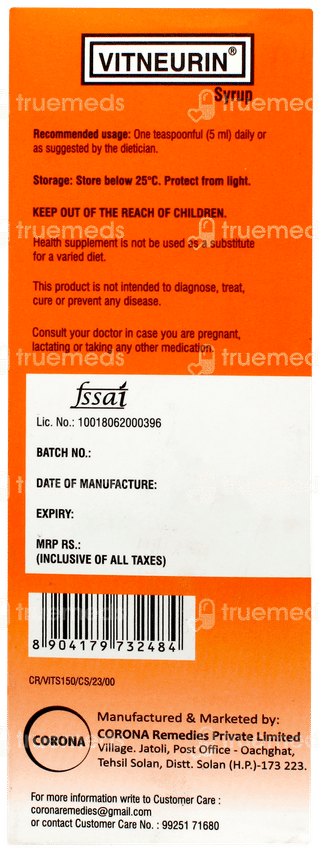 VITNEURIN®
Syrup
truemeds truemeds
Recommended usage: One teaspoonful (5 ml) daily or
as suggested by the dietician.
Storage: Store below 25°C. Protect from light.
KEEP OUT OF THE REACH OF CHILDREN.
truemeds truemeds
Health supplement is not be used as a substitute
for a varied diet.
This product is not intended to diagnose, treat,
cure or prevent any disease.
Consult your doctor in case you are pregnant,
lactating or taking any other medication.
truemeds truemeds
fssai
Lic. No.: 10018062000396
BATCH NO.:
truemeds truemeds
DATE OF MANUFACTURE:
EXPIRY:
MRP RS.:
(INCLUSIVE OF ALL TAXES)
truemeds truemeds
8 904179 732484
CR/VITS150/CS/23/00
Manufactured & Marketed by:
CORONA
CORONA Remedies Private Limited
Village. Jatoli, Post Office - Oachghat,
Tehsil Solan, Distt. Solan (H.P.)-173 223.
truemeds truemeds
For more information write to Customer Care :
coronaremedies@gmail.com
or contact Customer Care No. : 99251 71680